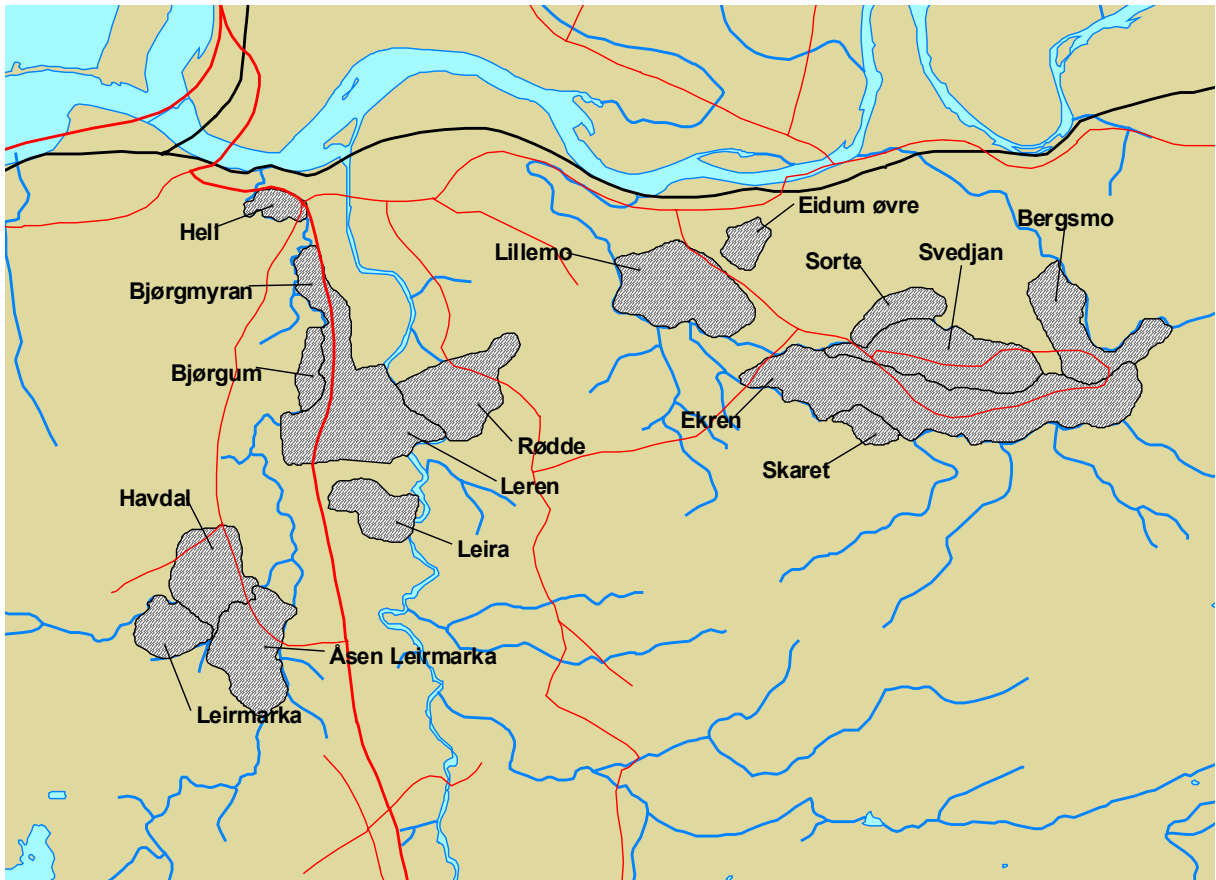 Eidum øvre
Bergsmo
Hell
Lillemo
Sorte
Svedjan
Bjørgmyran
Bjørgum
Ekren
Rødde
Skaret
Leren
Havdal
Leira
Åsen Leirmarka
Leirmarka